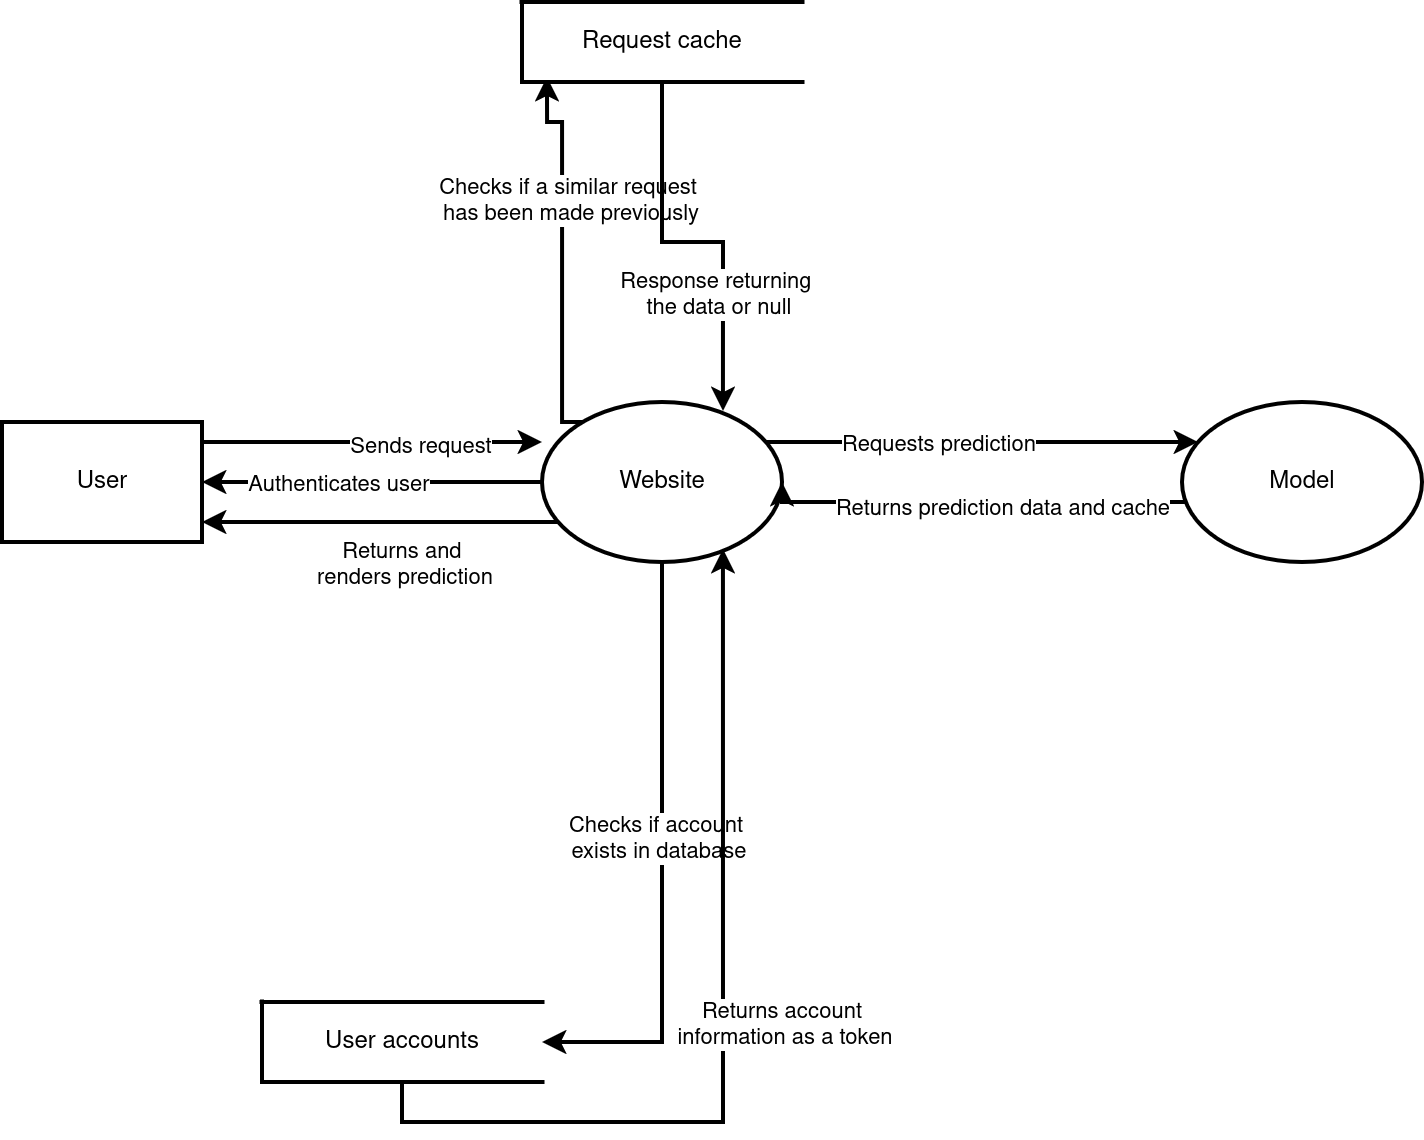 Request cache
Checks if a similar request
has been made previously
Response returning
the data or null
User
Sends request
Authenticates user
Returns and
renders prediction
Website
Requests prediction
Returns prediction data and cache
Model
Checks if account
exists in database
User accounts
Returns account
information as a token